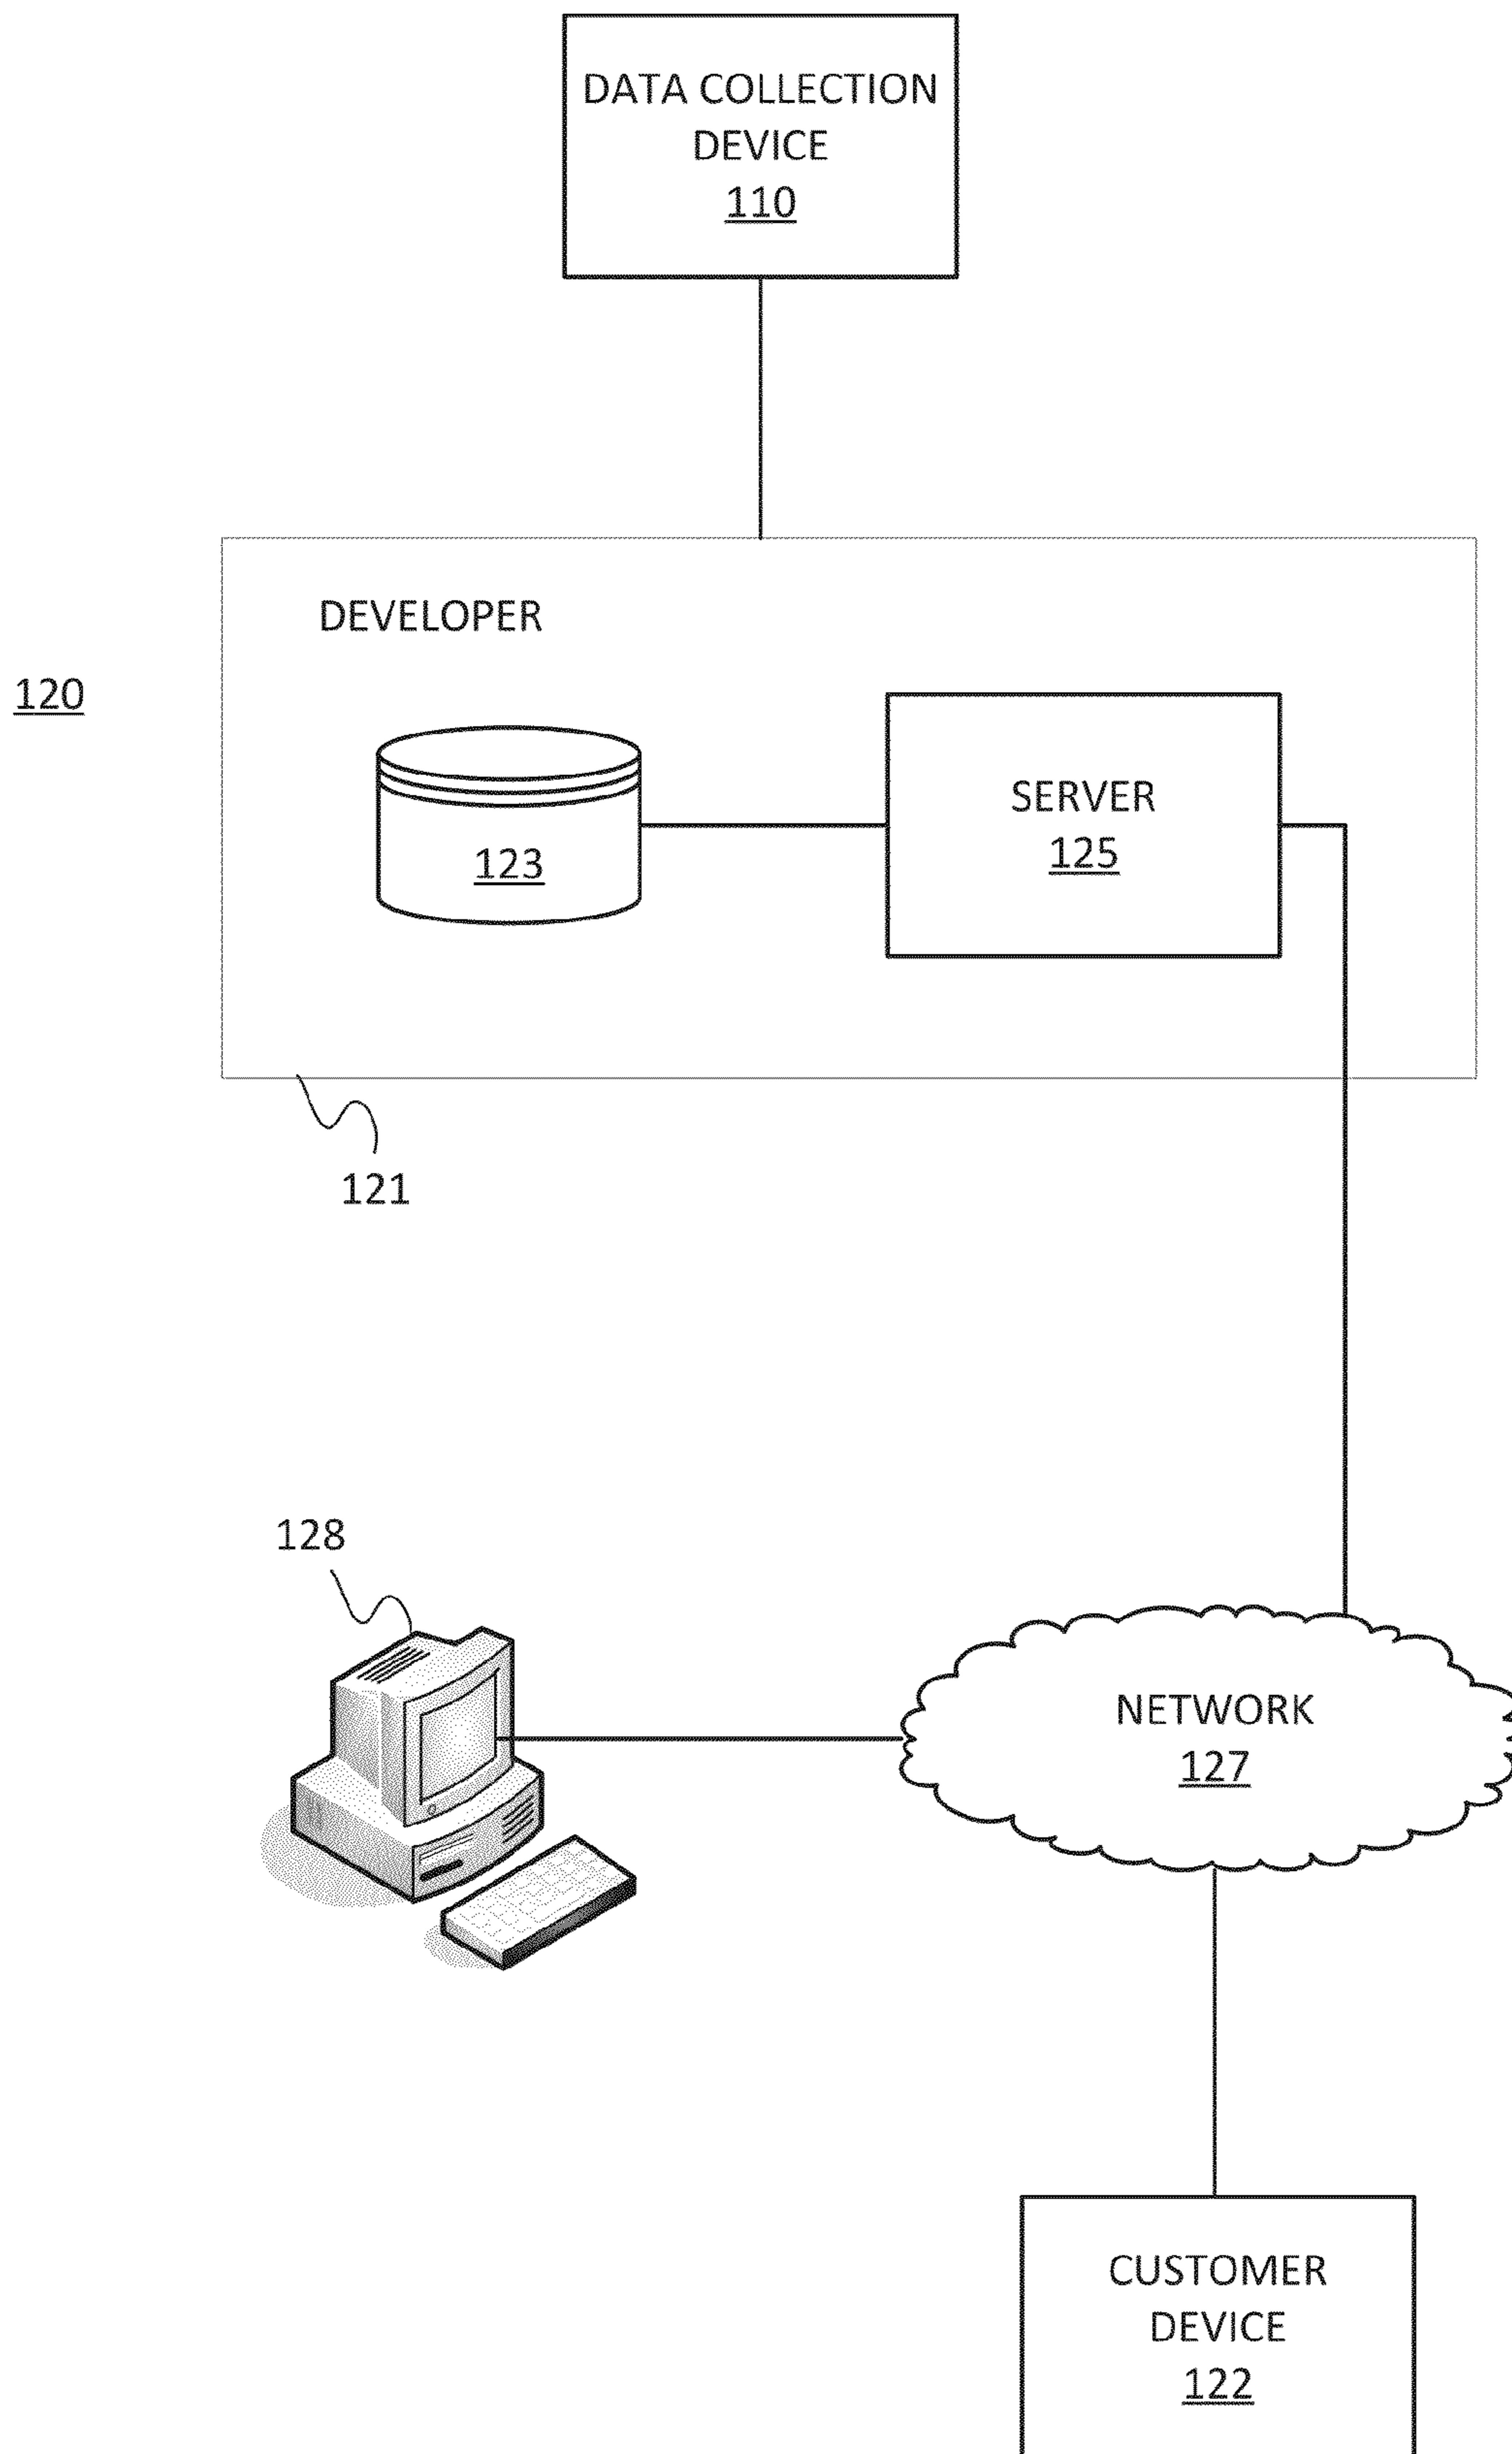 DATA COLLECTION
DEVICE
110
DEVELOPER
120
123
SERVER
125
121
128
NETWORK
127
CUSTOMER
DEVICE
122